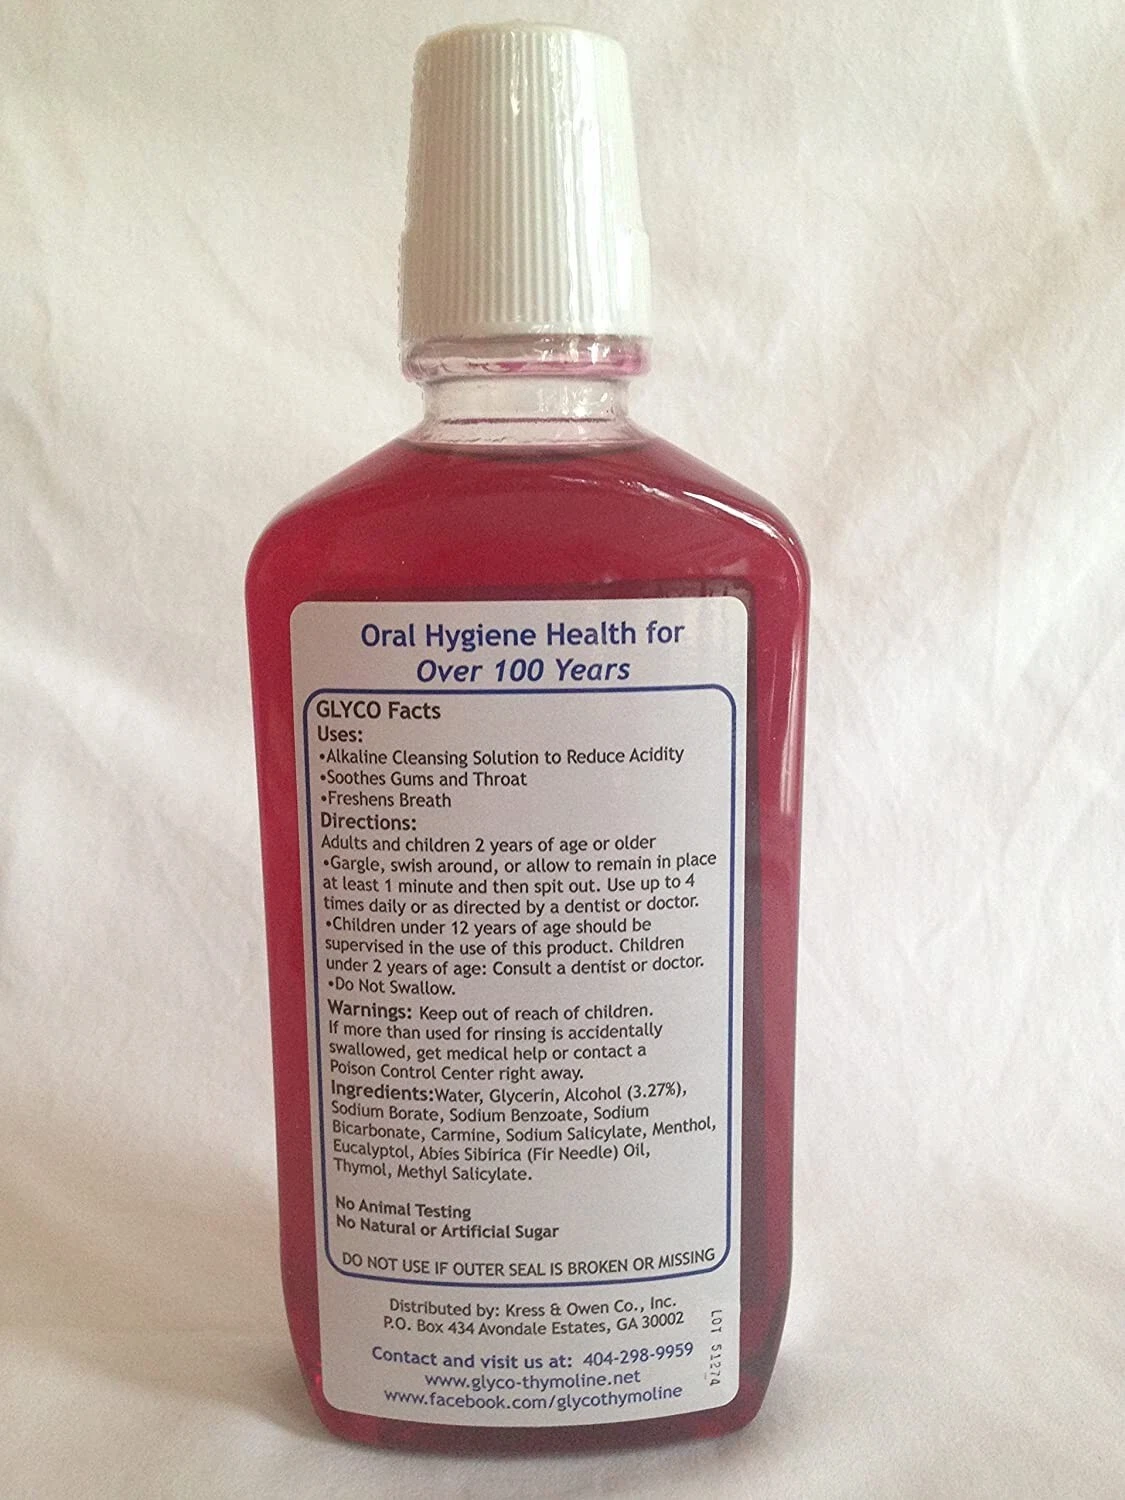 Oral Hygiene Health for
Over 100 Years
GLYCO Facts
Uses:
•Alkaline Cleansing Solution to Reduce Acidity
•Soothes Gums and Throat
•Freshens Breath
Directions:
Adults and children 2 years of age or older
•Gargle, swish around, or allow to remain in place
at least 1 minute and then spit out. Use up to 4
times daily or as directed by a dentist or doctor.
•Children under 12 years of age should be
supervised in the use of this product. Children
under 2 years of age: Consult a dentist or doctor.
•Do Not Swallow.
Warnings: Keep out of reach of children.
If more than used for rinsing is accidentally
swallowed, get medical help or contact a
Poison Control Center right away.
Ingredients:Water, Glycerin, Alcohol (3.27%),
Sodium Borate, Sodium Benzoate, Sodium
Bicarbonate, Carmine, Sodium Salicylate, Menthol,
Eucalyptol, Abies Sibirica (Fir Needle) Oil,
Thymol, Methyl Salicylate.
No Animal Testing
No Natural or Artificial Sugar
DO NOT USE IF OUTER SEAL IS BROKEN OR MISSING
Distributed by: Kress & Owen Co., Inc.
P.O. Box 434 Avondale Estates, GA 30002
Contact and visit us at: 404-298-9959
www.glyco-thymoline.net
www.facebook.com/glycothymoline
LOT 51274